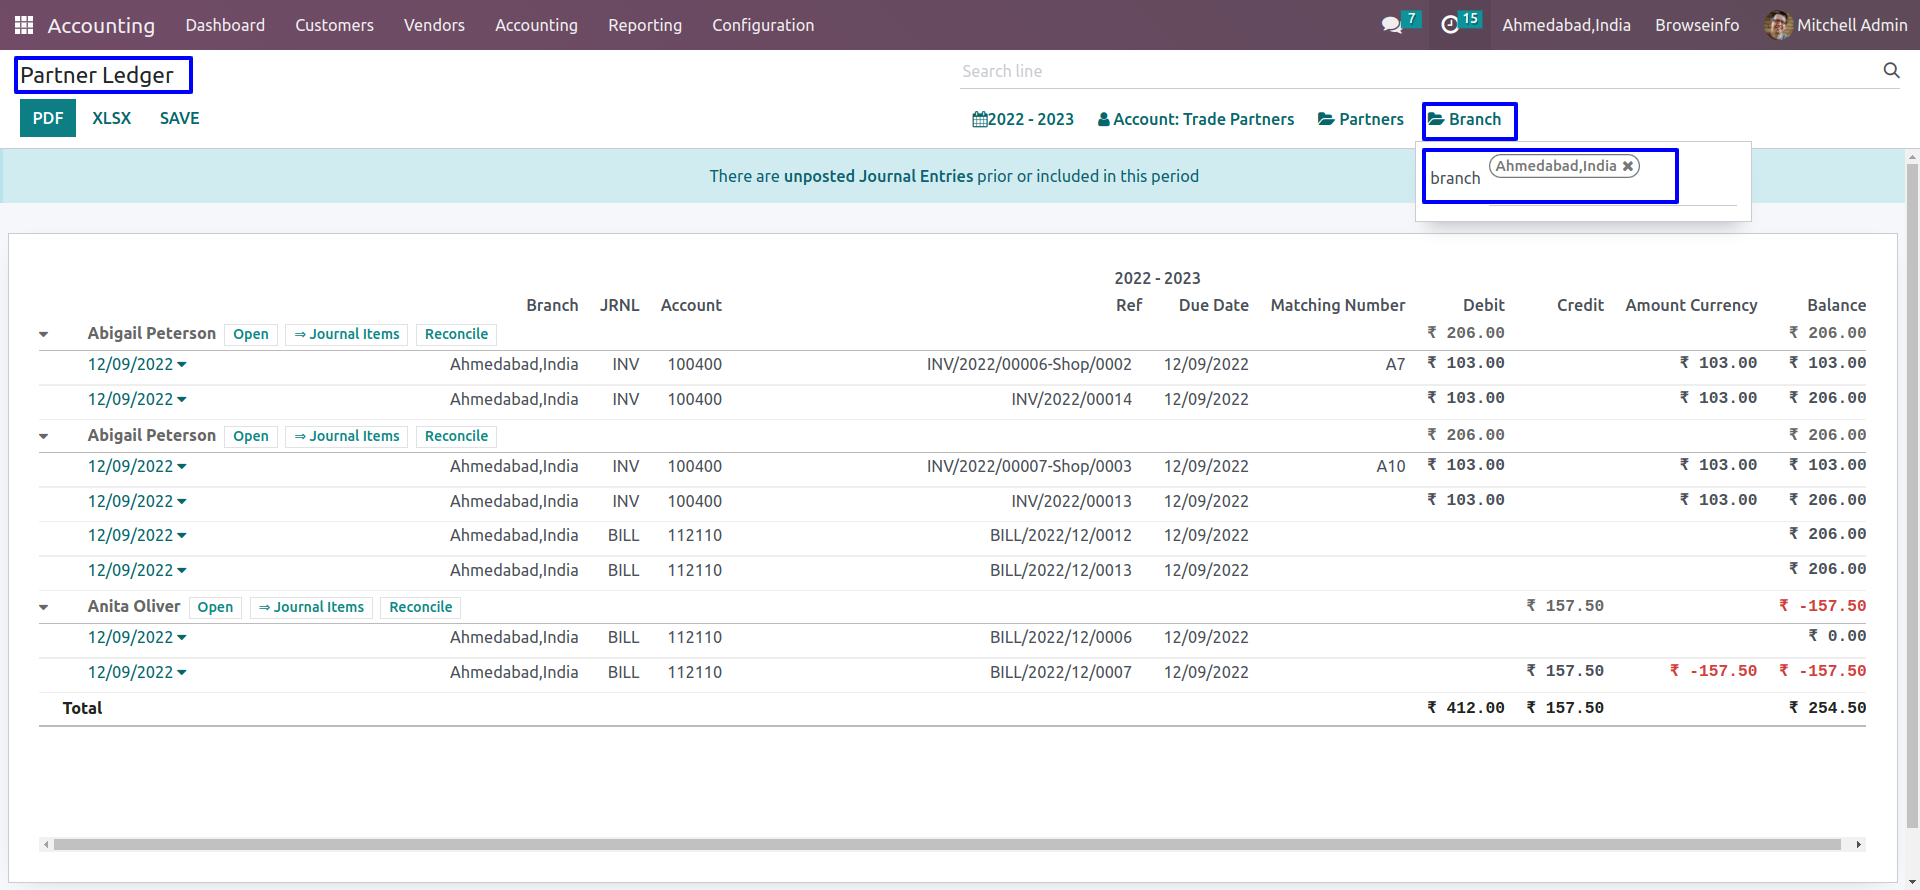 Accounting Dashboard Customers Vendors Accounting Reporting Configuration 7 15 Ahmedabad,India Browseinfo Mitchell Admin
Partner Ledger
Search line
PDF XLSX SAVE
2022 - 2023 Account: Trade Partners Partners Branch
There are unposted Journal Entries prior or included in this period
branch Ahmedabad,India ✖
2022 - 2023
Branch JRNL Account Ref Due Date Matching Number Debit Credit Amount Currency Balance
Abigail Peterson Open ⇒ Journal Items Reconcile ₹ 206.00 ₹ 206.00
12/09/2022 Ahmedabad,India INV 100400 INV/2022/00006-Shop/0002 12/09/2022 A7 ₹ 103.00 ₹ 103.00 ₹ 103.00
12/09/2022 Ahmedabad,India INV 100400 INV/2022/00014 12/09/2022 ₹ 103.00 ₹ 103.00 ₹ 206.00
Abigail Peterson Open ⇒ Journal Items Reconcile ₹ 206.00 ₹ 206.00
12/09/2022 Ahmedabad,India INV 100400 INV/2022/00007-Shop/0003 12/09/2022 A10 ₹ 103.00 ₹ 103.00 ₹ 103.00
12/09/2022 Ahmedabad,India INV 100400 INV/2022/00013 12/09/2022 ₹ 103.00 ₹ 103.00 ₹ 206.00
12/09/2022 Ahmedabad,India BILL 112110 BILL/2022/12/0012 12/09/2022 ₹ 206.00
12/09/2022 Ahmedabad,India BILL 112110 BILL/2022/12/0013 12/09/2022 ₹ 206.00
Anita Oliver Open ⇒ Journal Items Reconcile ₹ 157.50 ₹ -157.50
12/09/2022 Ahmedabad,India BILL 112110 BILL/2022/12/0006 12/09/2022 ₹ 0.00
12/09/2022 Ahmedabad,India BILL 112110 BILL/2022/12/0007 12/09/2022 ₹ 157.50 ₹ -157.50 ₹ -157.50
Total ₹ 412.00 ₹ 157.50 ₹ 254.50